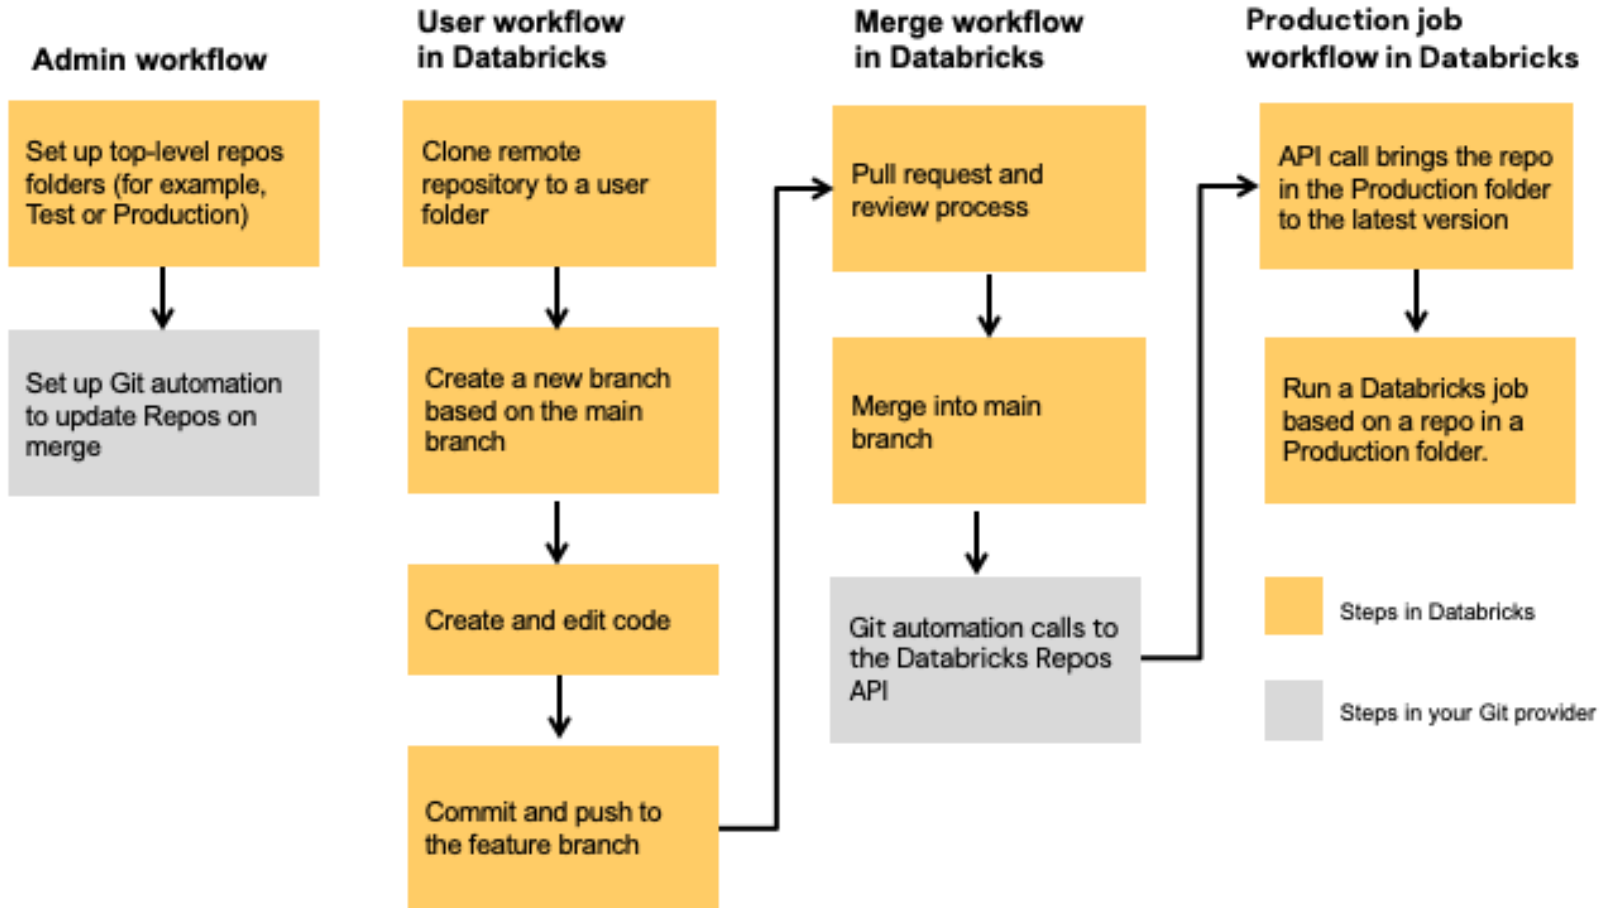 Admin workflow
Set up top-level repos
folders (for example,
Test or Production)
Set up Git automation
to update Repos on
merge
User workflow
in Databricks
Clone remote
repository to a user
folder
Create a new branch
based on the main
branch
Create and edit code
Commit and push to
the feature branch
Merge workflow
in Databricks
Pull request and
review process
Merge into main
branch
Git automation calls to
the Databricks Repos
API
Production job
workflow in Databricks
API call brings the repo
in the Production folder
to the latest version
Run a Databricks job
based on a repo in a
Production folder.
Steps in Databricks
Steps in your Git provider